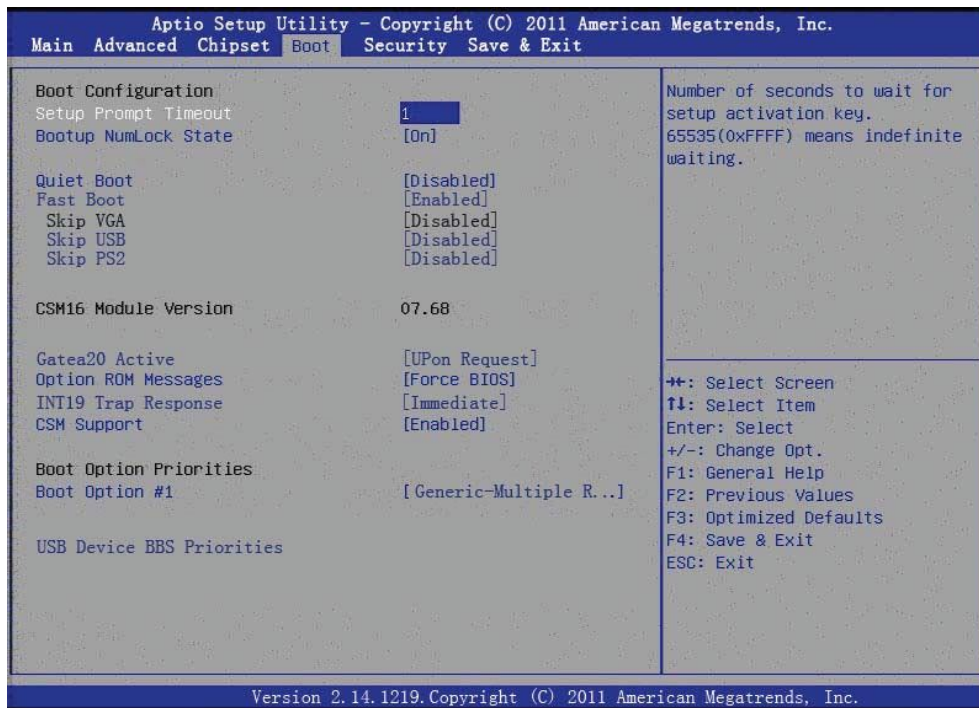 Aptio Setup Utility - Copyright (C) 2011 American Megatrends, Inc.
Main Advanced Chipset Boot Security Save & Exit
Boot Configuration
Setup Prompt Timeout 1
Bootup NumLock State [On]
Quiet Boot [Disabled]
Fast Boot [Enabled]
Skip VGA [Disabled]
Skip USB [Disabled]
Skip PS2 [Disabled]
CSM16 Module Version 07.68
Gatea20 Active [UPon Request]
Option ROM Messages [Force BIOS]
INT19 Trap Response [Immediate]
CSM Support [Enabled]
Boot Option Priorities
Boot Option #1 [Generic-Multiple R...]
USB Device BBS Priorities
Number of seconds to wait for
setup activation key.
65535(0xFFFF) means indefinite
waiting.
→←: Select Screen
↑↓: Select Item
Enter: Select
+/-: Change Opt.
F1: General Help
F2: Previous Values
F3: Optimized Defaults
F4: Save & Exit
ESC: Exit
Version 2.14.1219.Copyright (C) 2011 American Megatrends, Inc.